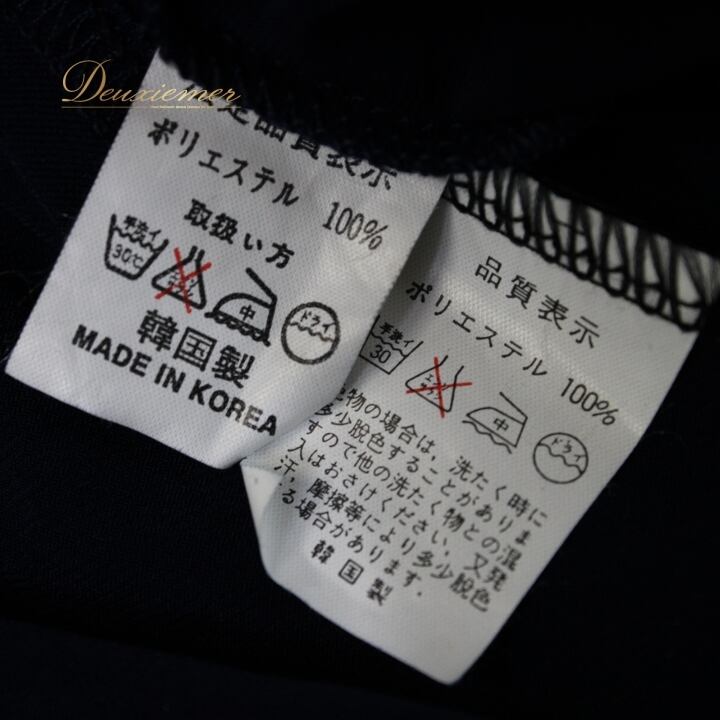 Deuxiemer
品質表示
ポリエステル 100%
取扱い方
手洗イ
30℃
エンソサラシ
中
ドライ
韓国製
MADE IN KOREA
品質表示
ポリエステル 100%
手洗イ
30
中
ドライ
物の場合は、洗たく時に
多少脱色することがありま
すので他の洗たく物との混
入はおさけください。又発
汗、摩擦等により多少脱色
る場合があります。
韓国製